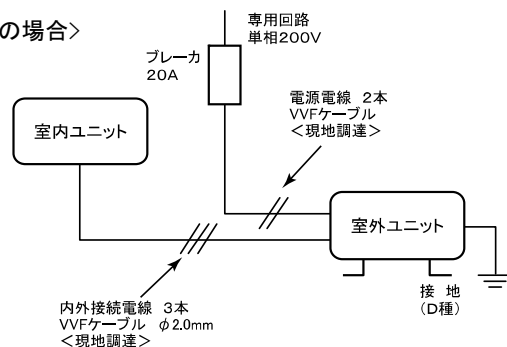 の場合＞
専用回路
単相200V
ブレーカ
20A
電源電線 2本
VVFケーブル
＜現地調達＞
室内ユニット
室外ユニット
接 地
（D種）
内外接続電線 3本
VVFケーブル φ2.0mm
＜現地調達＞